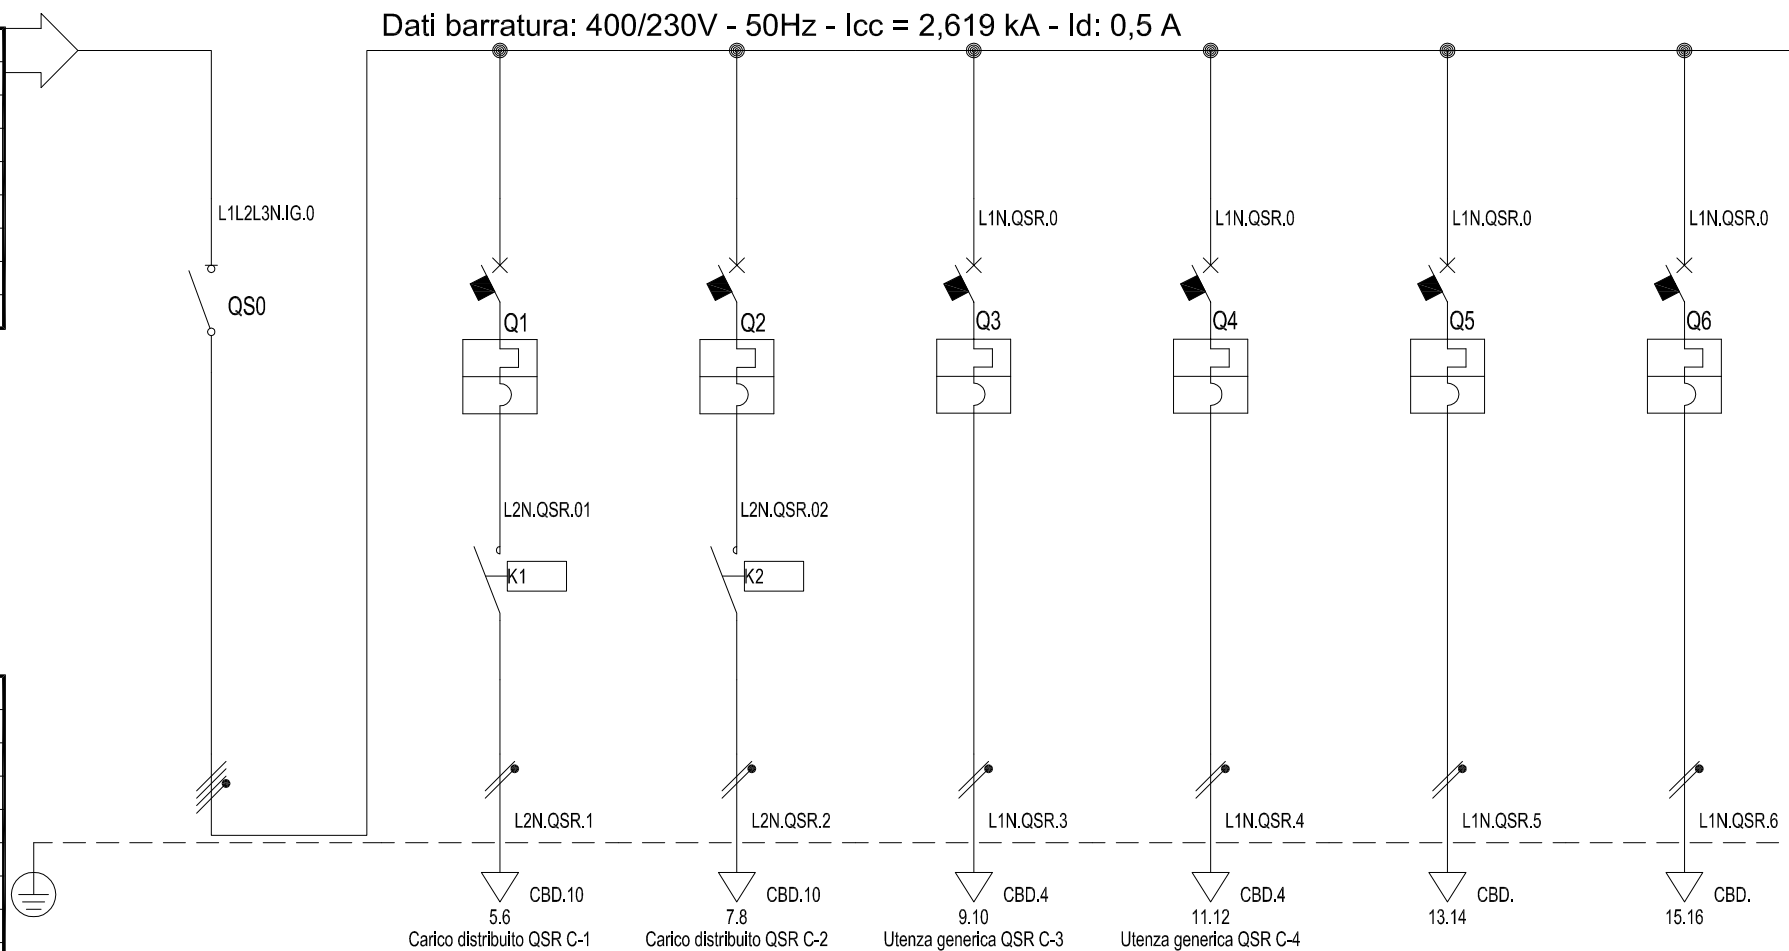 Dati barratura: 400/230V - 50Hz - Icc = 2,619 kA - Id: 0,5 A
L1L2L3N.IG.0
L1N.QSR.0
L1N.QSR.0
L1N.QSR.0
L1N.QSR.0
QS0
Q1
Q2
Q3
Q4
Q5
Q6
L2N.QSR.01
L2N.QSR.02
K1
K2
L2N.QSR.1
L2N.QSR.2
L1N.QSR.3
L1N.QSR.4
L1N.QSR.5
L1N.QSR.6
CBD.10
CBD.10
CBD.4
CBD.4
CBD.
CBD.
5.6
7.8
9.10
11.12
13.14
15.16
Carico distribuito QSR C-1
Carico distribuito QSR C-2
Utenza generica QSR C-3
Utenza generica QSR C-4